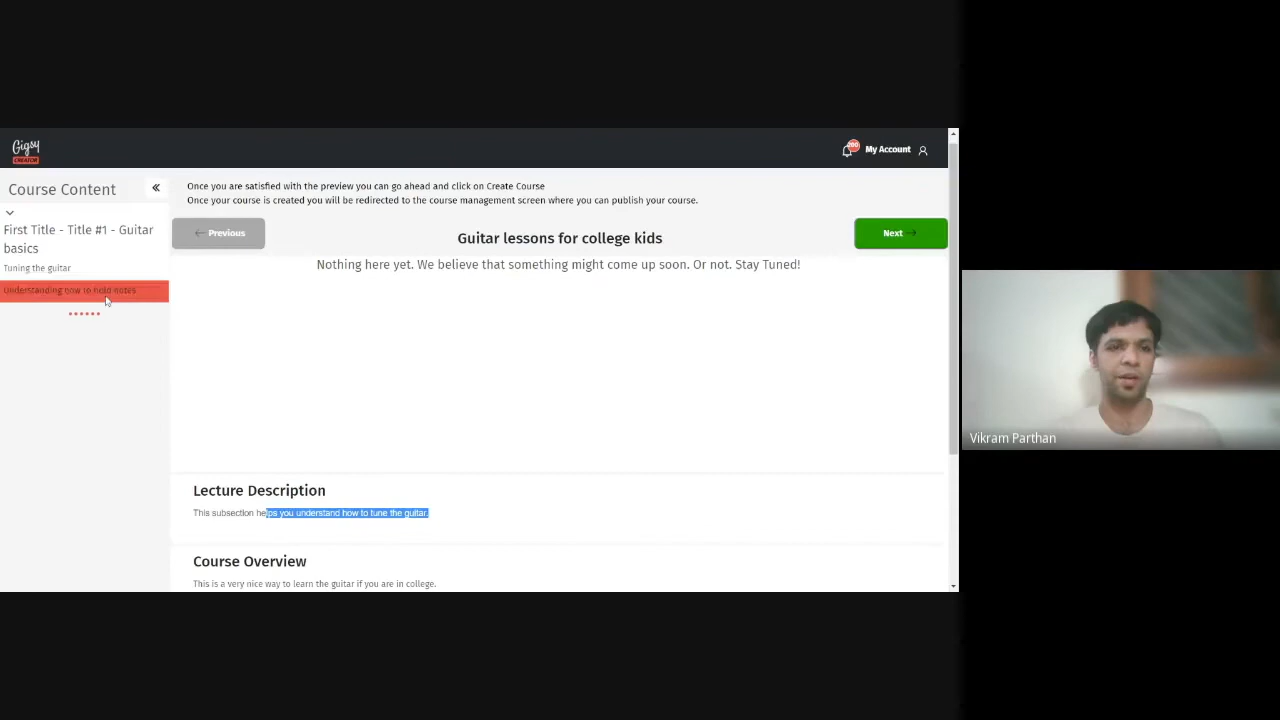 Gigsy
CREATOR
200
My Account
Course Content
Once you are satisfied with the preview you can go ahead and click on Create Course
Once your course is created you will be redirected to the course management screen where you can publish your course.
First Title - Title #1 - Guitar
basics
Tuning the guitar
Understanding how to hold notes
Previous
Guitar lessons for college kids
Next
Nothing here yet. We believe that something might come up soon. Or not. Stay Tuned!
Lecture Description
This subsection helps you understand how to tune the guitar.
Course Overview
This is a very nice way to learn the guitar if you are in college.
Vikram Parthan